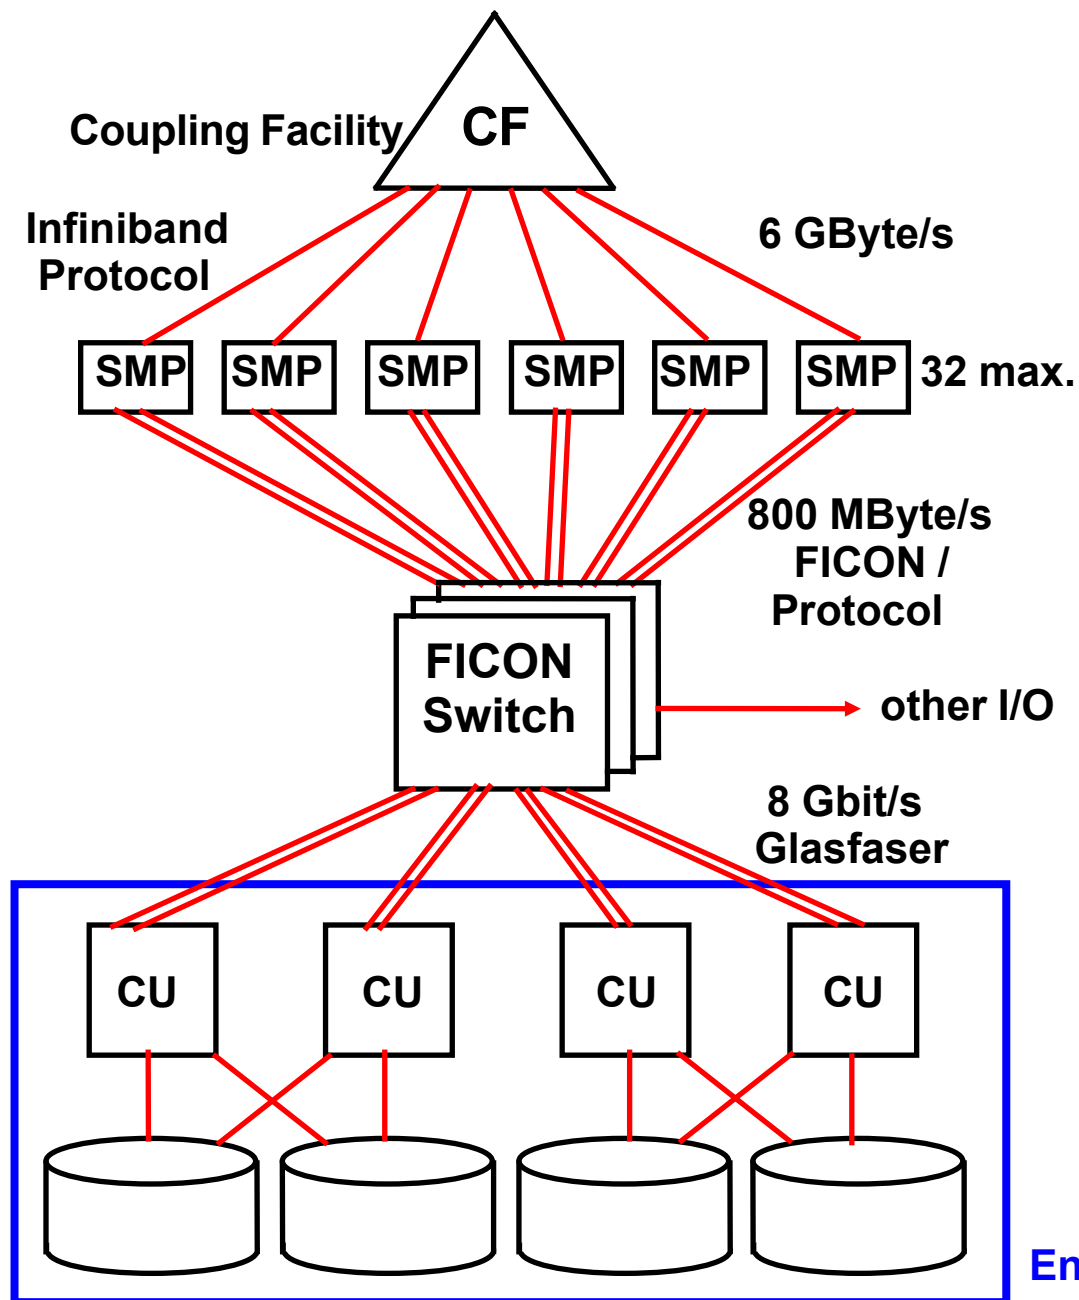 CF
Coupling Facility
Infiniband
Protocol
6 GByte/s
SMP SMP SMP SMP SMP SMP 32 max.
800 MByte/s
FICON /
Protocol
FICON
Switch
other I/O
8 Gbit/s
Glasfaser
CU CU CU CU
En